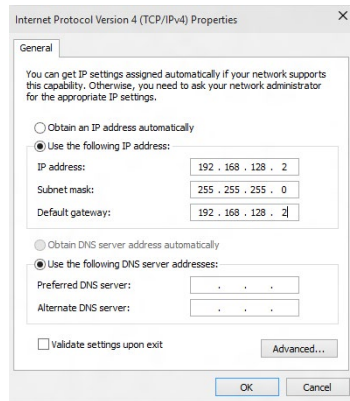 Internet Protocol Version 4 (TCP/IPv4) Properties
General
You can get IP settings assigned automatically if your network supports
this capability. Otherwise, you need to ask your network administrator
for the appropriate IP settings.
Obtain an IP address automatically
Use the following IP address:
IP address: 192 . 168 . 128 . 2
Subnet mask: 255 . 255 . 255 . 0
Default gateway: 192 . 168 . 128 . 2
Obtain DNS server address automatically
Use the following DNS server addresses:
Preferred DNS server: . . .
Alternate DNS server: . . .
Validate settings upon exit
Advanced...
OK Cancel